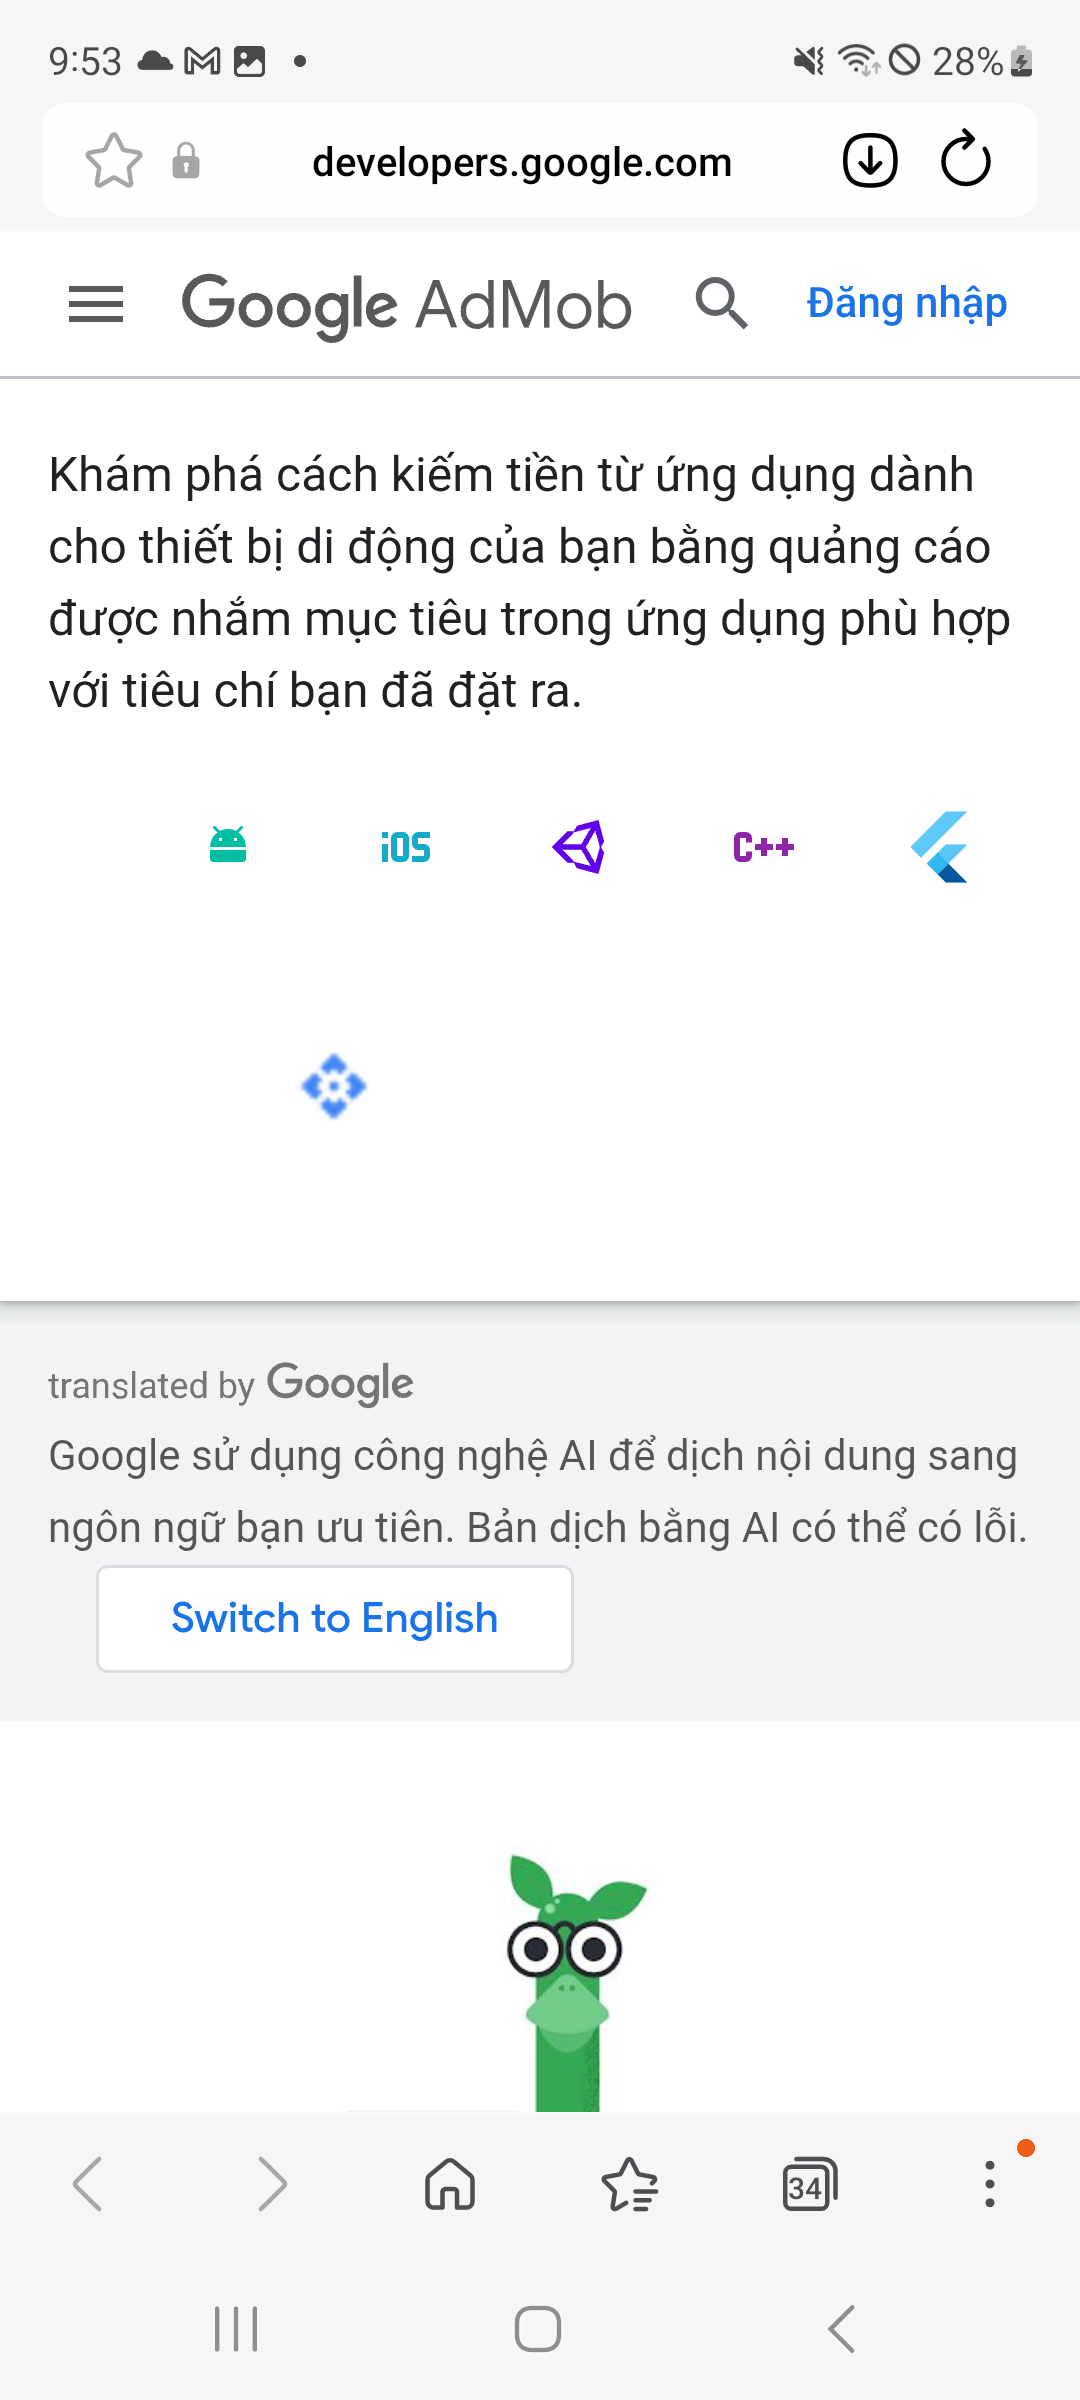 9:53
28%
developers.google.com
Google AdMob
Đăng nhập
Khám phá cách kiếm tiền từ ứng dụng dành
cho thiết bị di động của bạn bằng quảng cáo
được nhắm mục tiêu trong ứng dụng phù hợp
với tiêu chí bạn đã đặt ra.
iOS
C++
translated by Google
Google sử dụng công nghệ AI để dịch nội dung sang
ngôn ngữ bạn ưu tiên. Bản dịch bằng AI có thể có lỗi.
Switch to English
34